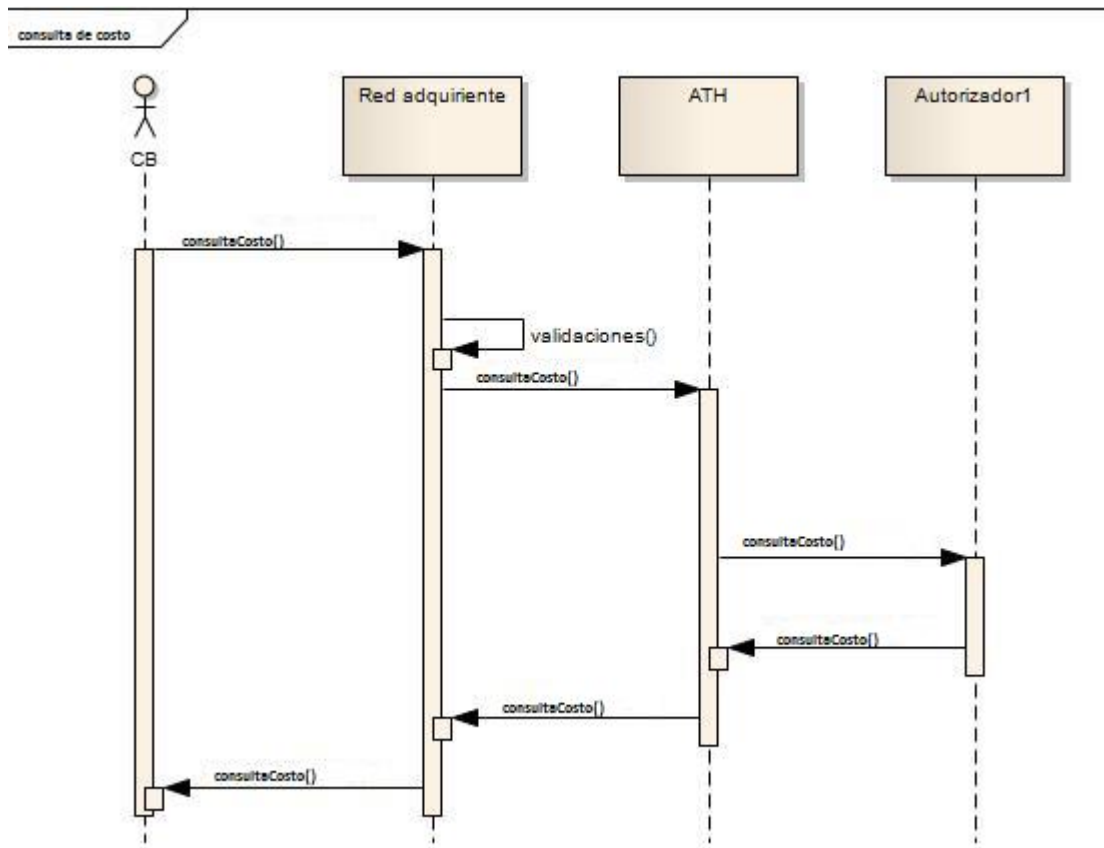 consulta de costo
CB
Red adquiriente
ATH
Autorizador1
consultaCosto()
validaciones()
consultaCosto()
consultaCosto()
consultaCosto()
consultaCosto()
consultaCosto()